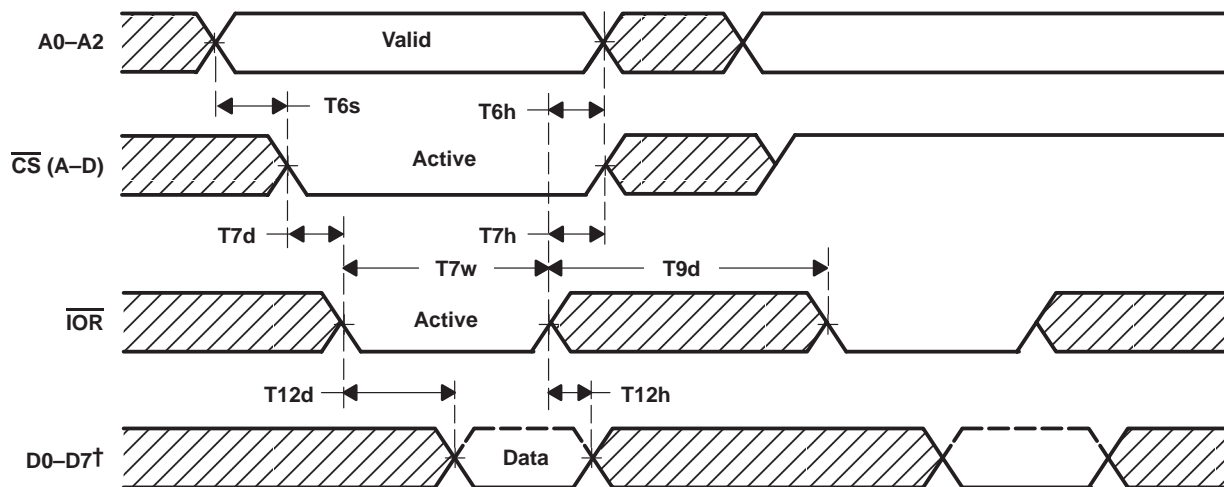 A0–A2
Valid
T6s
T6h
CS (A–D)
Active
T7d
T7h
T7w
T9d
IOR
Active
T12d
T12h
D0–D7†
Data